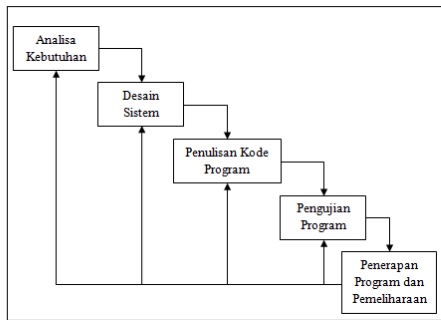 Analisa
Kebutuhan
Desain
Sistem
Penulisan Kode
Program
Pengujian
Program
Penerapan
Program dan
Pemeliharaan